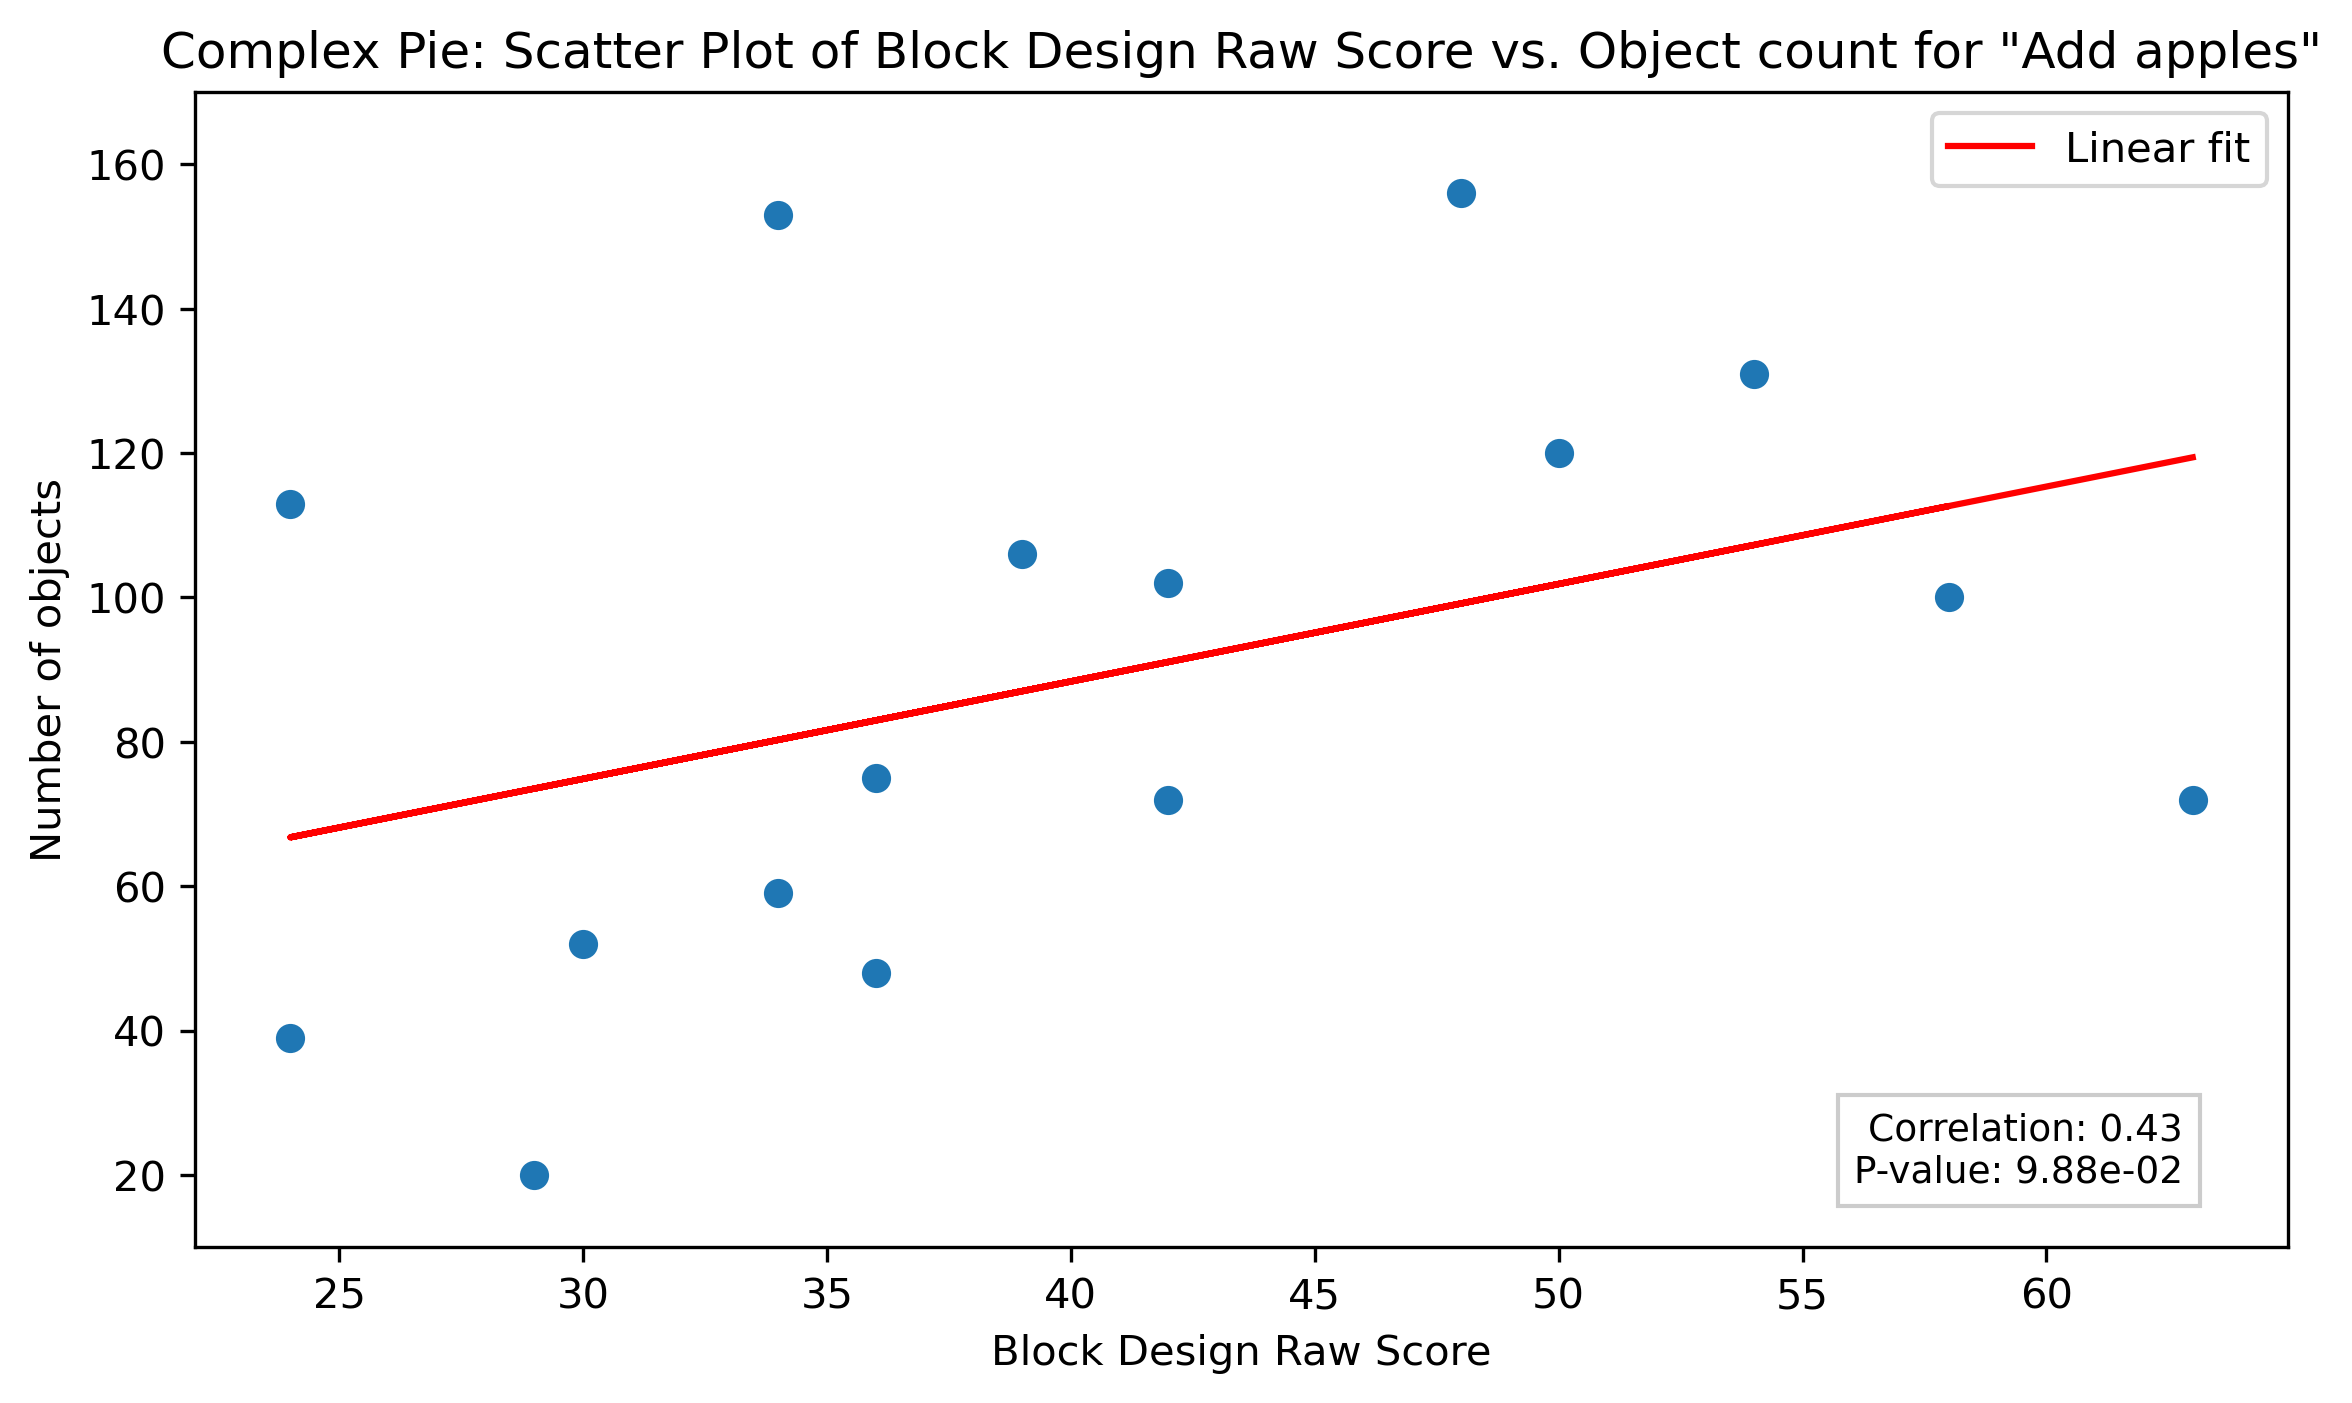 Complex Pie: Scatter Plot of Block Design Raw Score vs. Object count for "Add apples"
Linear fit
160
140
120
100
80
60
40
20
Number of objects
Correlation: 0.43
P-value: 9.88e-02
25 30 35 40 45 50 55 60
Block Design Raw Score